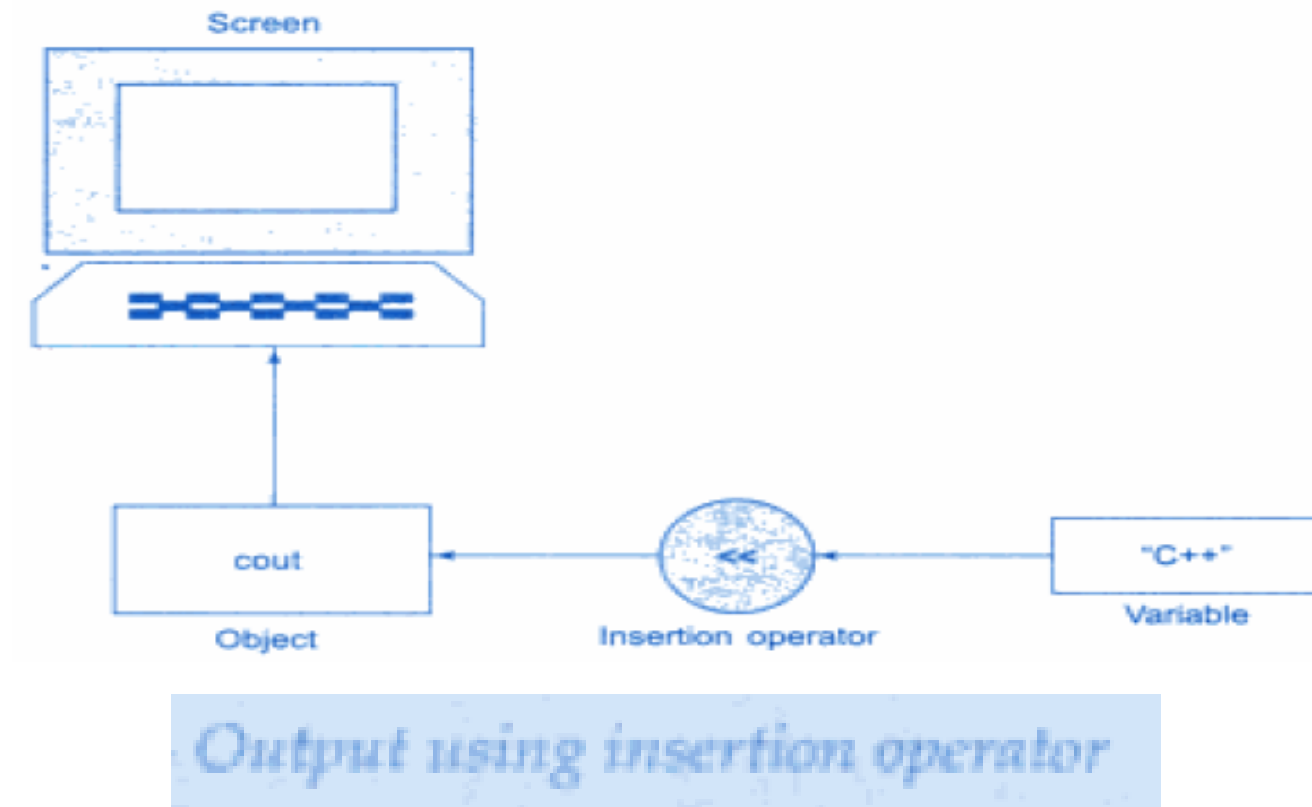 Screen
cout
<<
"C++"
Object
Insertion operator
Variable
Output using insertion operator